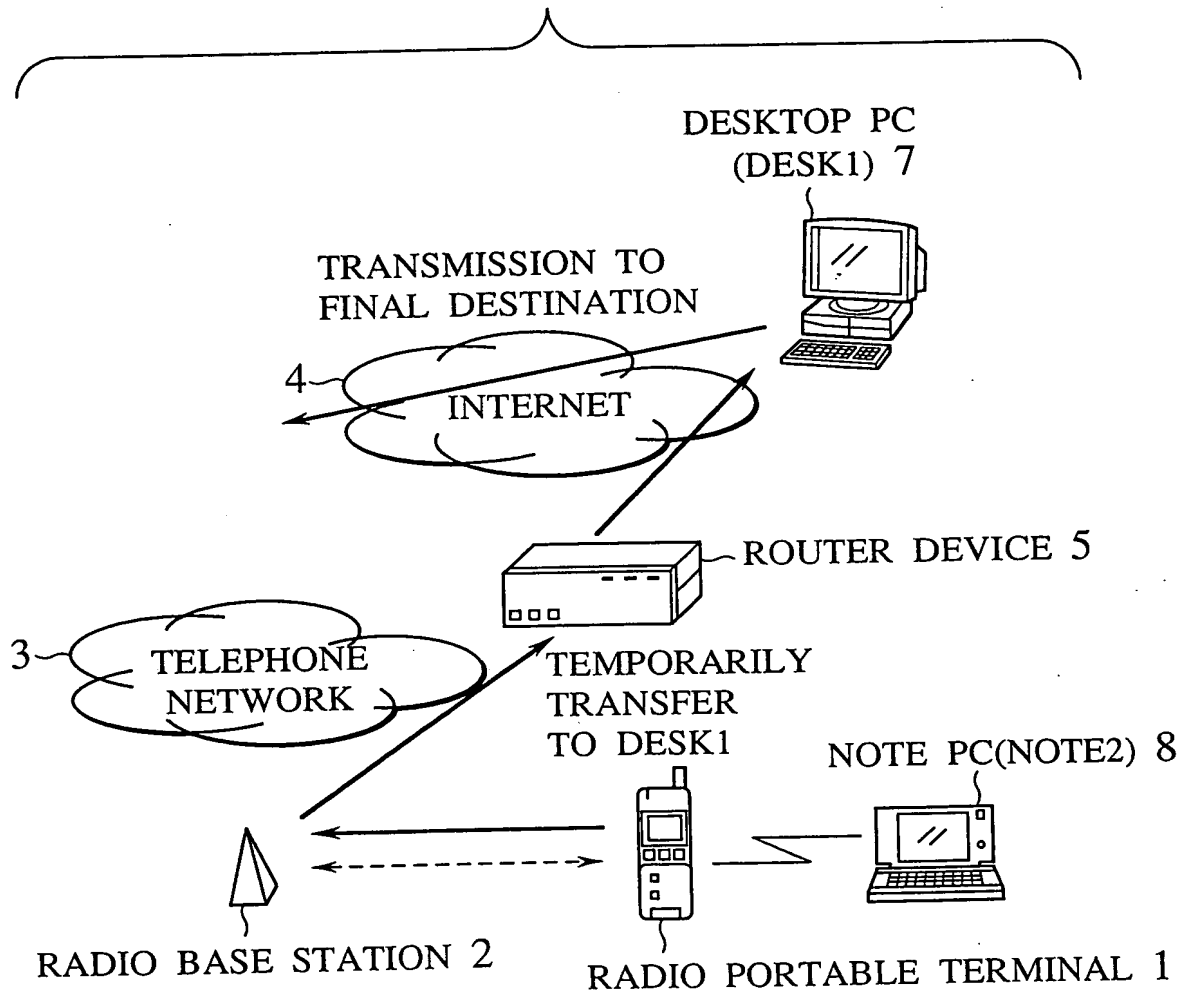 DESKTOP PC
(DESK1) 7
TRANSMISSION TO
FINAL DESTINATION
4
INTERNET
ROUTER DEVICE 5
3
TELEPHONE
NETWORK
TEMPORARILY
TRANSFER
TO DESK1
NOTE PC(NOTE2) 8
RADIO BASE STATION 2
RADIO PORTABLE TERMINAL 1